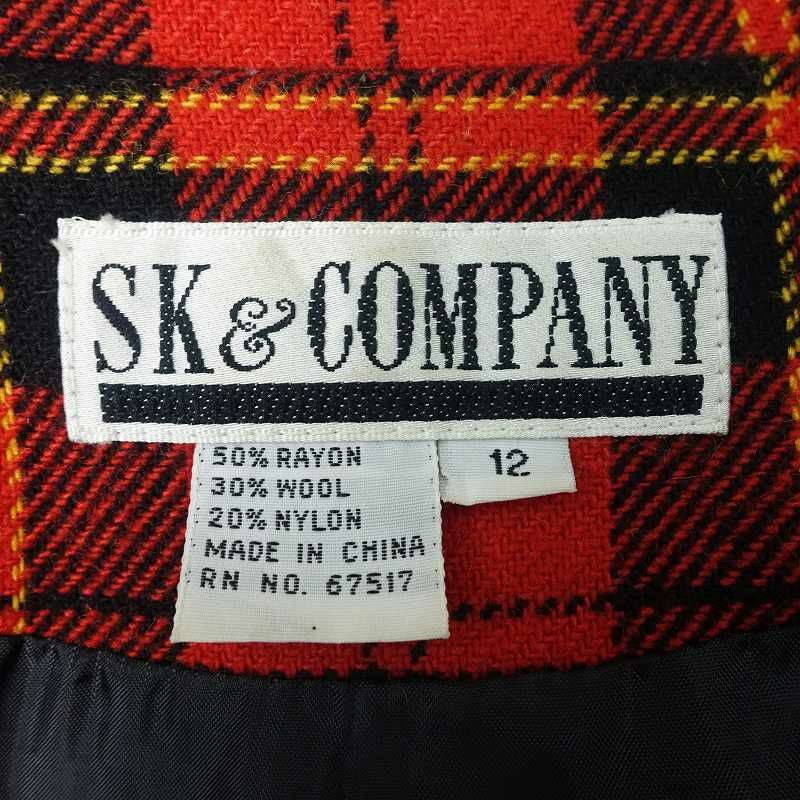 SK & COMPANY
50% RAYON
30% WOOL
20% NYLON
MADE IN CHINA
RN NO. 67517
12